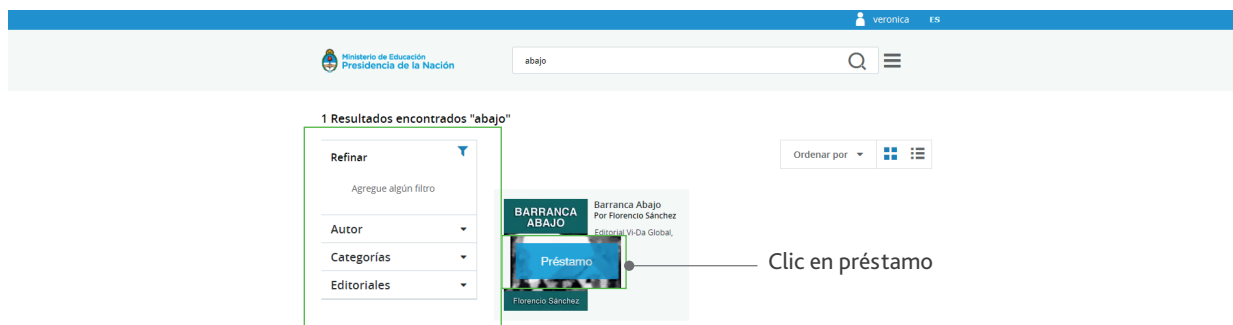 veronica ES
Ministerio de Educación
Presidencia de la Nación
abajo
1 Resultados encontrados "abajo"
Refinar
Agregue algún filtro
Autor
Categorías
Editoriales
Ordenar por
BARRANCA
ABAJO
Préstamo
Florencio Sánchez
Barranca Abajo
Por Florencio Sánchez
Editorial Vi-Da Global,
Clic en préstamo